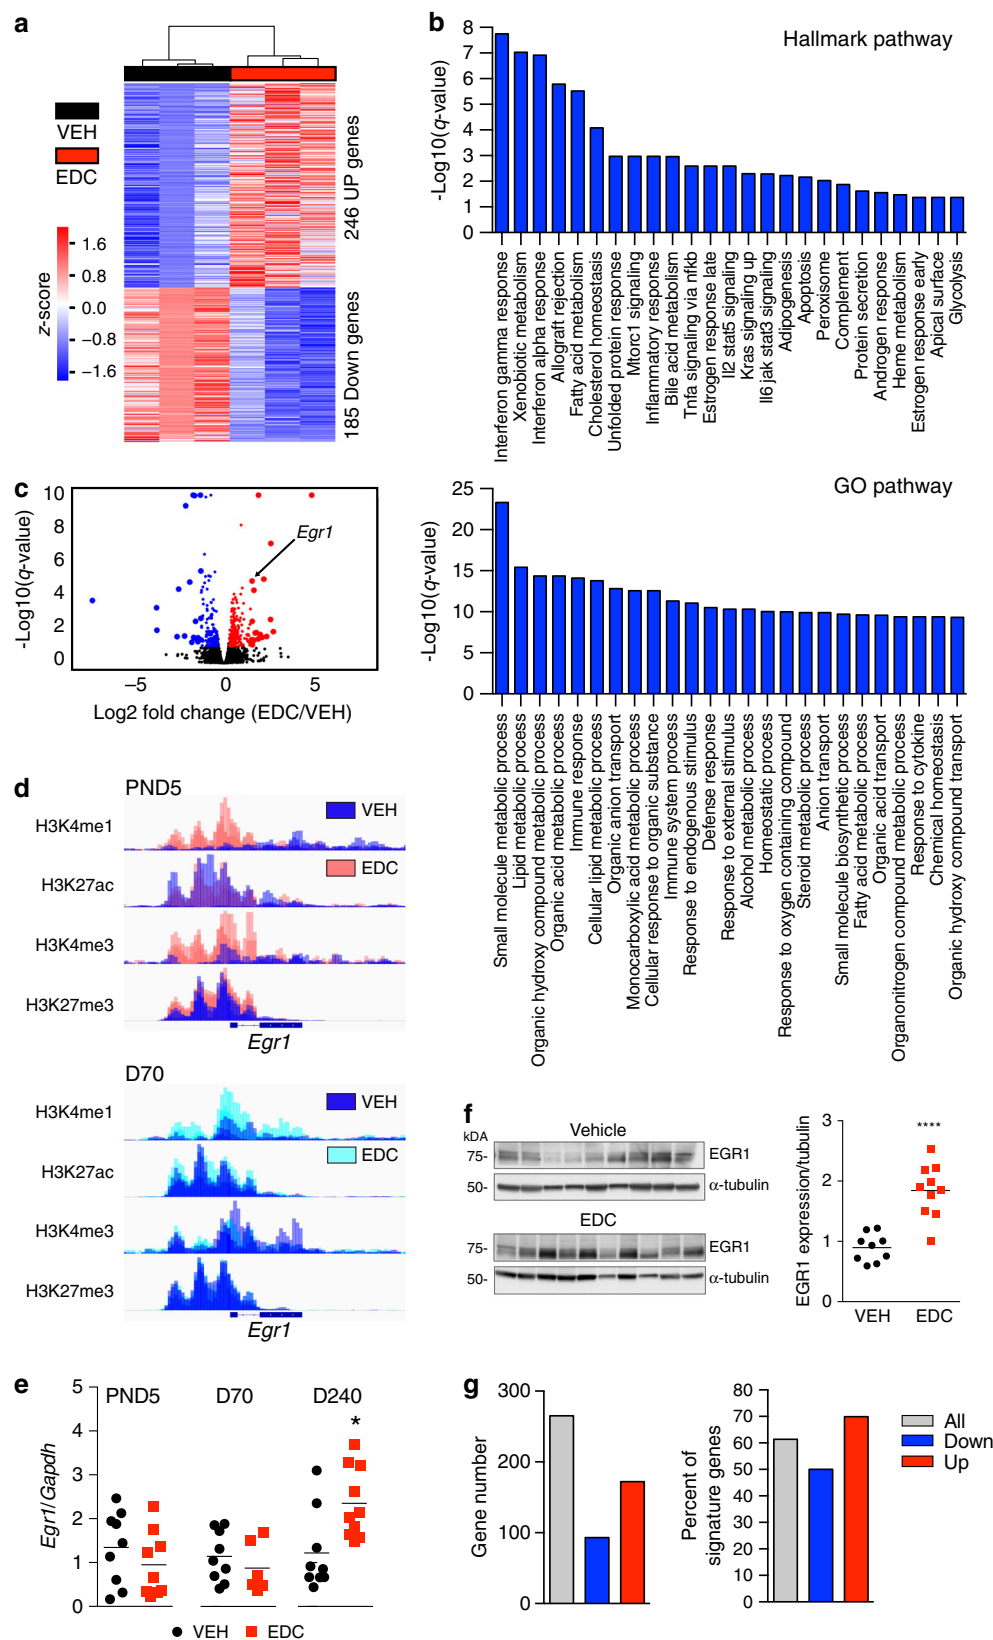 a
VEH
EDC
z-score
1.6
0.8
0.0
−0.8
−1.6
246 UP genes
185 Down genes
b
Hallmark pathway
-Log10(q-value)
8
7
6
5
4
3
2
1
0
Interferon gamma response
Xenobiotic metabolism
Interferon alpha response
Allograft rejection
Fatty acid metabolism
Cholesterol homeostasis
Unfolded protein response
Mtorc1 signaling
Inflammatory response
Bile acid metabolism
Tnfa signaling via nfkb
Estrogen response late
Il2 stat5 signaling
Kras signaling up
Il6 jak stat3 signaling
Adipogenesis
Apoptosis
Peroxisome
Complement
Protein secretion
Androgen response
Heme metabolism
Estrogen response early
Apical surface
Glycolysis
GO pathway
-Log10(q-value)
25
20
15
10
5
0
Small molecule metabolic process
Lipid metabolic process
Organic hydroxy compound metabolic process
Organic acid metabolic process
Immune response
Cellular lipid metabolic process
Organic anion transport
Monocarboxylic acid metabolic process
Cellular response to organic substance
Immune system process
Response to endogenous stimulus
Defense response
Response to external stimulus
Alcohol metabolic process
Homeostatic process
Response to oxygen containing compound
Steroid metabolic process
Anion transport
Small molecule biosynthetic process
Fatty acid metabolic process
Organic acid transport
Organonitrogen compound metabolic process
Response to cytokine
Chemical homeostasis
Organic hydroxy compound transport
c
-Log10(q-value)
10
8
6
4
2
0
Egr1
−5
0
5
Log2 fold change (EDC/VEH)
d
PND5
VEH
EDC
H3K4me1
H3K27ac
H3K4me3
H3K27me3
Egr1
D70
VEH
EDC
H3K4me1
H3K27ac
H3K4me3
H3K27me3
Egr1
e
Egr1/Gapdh
5
4
3
2
1
0
PND5
D70
D240
*
VEH
EDC
f
kDA
Vehicle
75-
EGR1
50-
α-tubulin
EDC
75-
EGR1
50-
α-tubulin
EGR1 expression/tubulin
3
2
1
0
****
VEH
EDC
g
Gene number
300
200
100
0
Percent of
signature genes
80
70
60
50
40
30
20
10
0
All
Down
Up